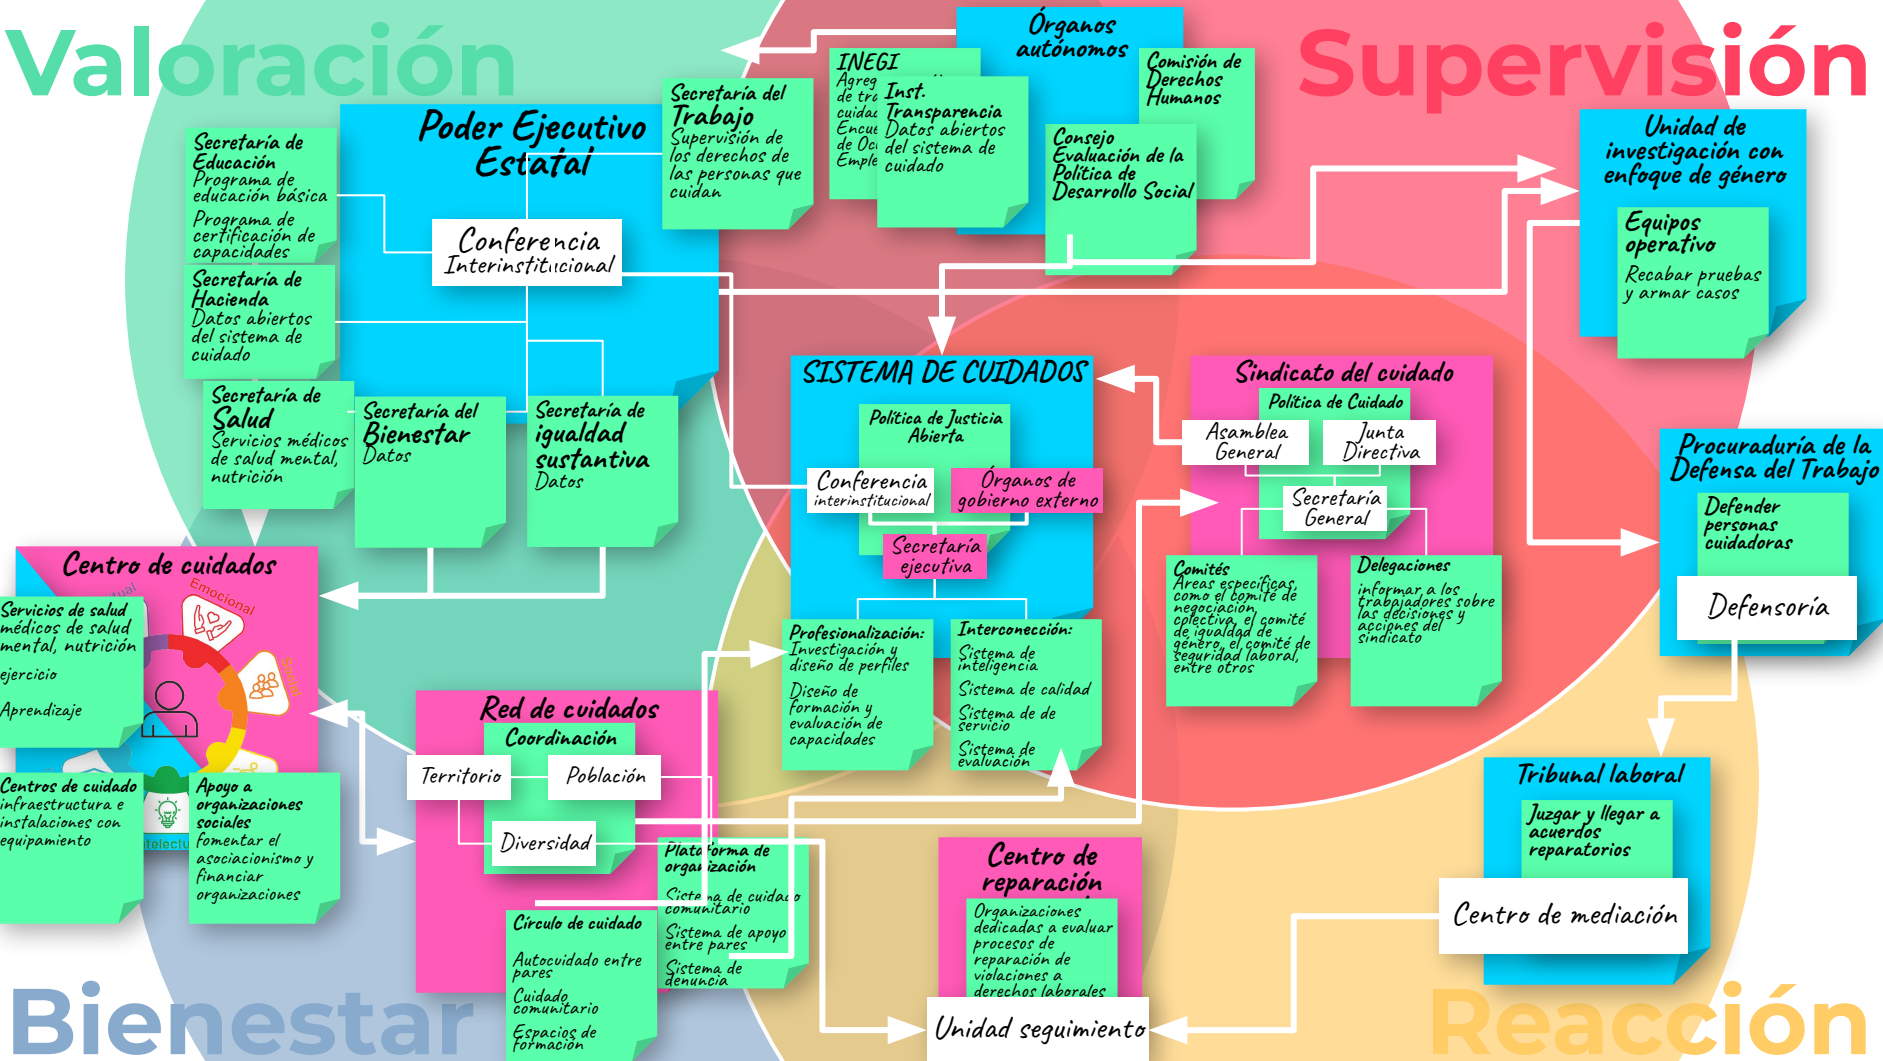 Valoración
Supervisión
Bienestar
Reacción
Poder Ejecutivo
Estatal
Conferencia
Interinstitucional
Secretaría de
Educación
Programa de
educación básica
Programa de
certificación de
capacidades
Secretaría de
Hacienda
Datos abiertos
del sistema de
cuidado
Secretaría de
Salud
Servicios médicos
de salud mental,
nutrición
Secretaría del
Bienestar
Datos
Secretaría de
igualdad
sustantiva
Datos
Secretaría del
Trabajo
Supervisión de
los derechos de
las personas que
cuidan
Órganos
autónomos
INEGI
Agreg
de tra
cuidad
Encue
de Oc
Emple
Inst.
Transparencia
Datos abiertos
del sistema de
cuidado
Comisión de
Derechos
Humanos
Consejo
Evaluación de la
Política de
Desarrollo Social
Unidad de
investigación con
enfoque de género
Equipos
operativo
Recabar pruebas
y armar casos
SISTEMA DE CUIDADOS
Política de Justicia
Abierta
Conferencia
interinstitucional
Órganos de
gobierno externo
Secretaría
ejecutiva
Profesionalización:
Investigación y
diseño de perfiles
Diseño de
formación y
evaluación de
capacidades
Interconección:
Sistema de
inteligencia
Sistema de calidad
Sistema de de
servicio
Sistema de
evaluación
Sindicato del cuidado
Política de Cuidado
Asamblea
General
Junta
Directiva
Secretaría
General
Comités
Áreas específicas,
como el comité de
negociación
colectiva, el comité
de igualdad de
género, el comité de
seguridad laboral,
entre otros
Delegaciones
informar a los
trabajadores sobre
las decisiones y
acciones del
sindicato
Procuraduría de la
Defensa del Trabajo
Defender
personas
cuidadoras
Defensoría
Centro de cuidados
Emocional
Servicios de salud
médicos de salud
mental, nutrición
ejercicio
Aprendizaje
Centros de cuidado
infraestructura e
instalaciones con
equipamiento
Apoyo a
organizaciones
sociales
fomentar el
asociacionismo y
financiar
organizaciones
Red de cuidados
Coordinación
Territorio
Población
Diversidad
Plataforma de
organización
Sistema de cuidado
comunitario
Sistema de apoyo
entre pares
Sistema de
denuncia
Círculo de cuidado
Autocuidado entre
pares
Cuidado
comunitario
Espacios de
formación
Centro de
reparación
Organizaciones
dedicadas a evaluar
procesos de
reparación de
violaciones a
derechos laborales
Unidad seguimiento
Tribunal laboral
Juzgar y llegar a
acuerdos
reparatorios
Centro de mediación